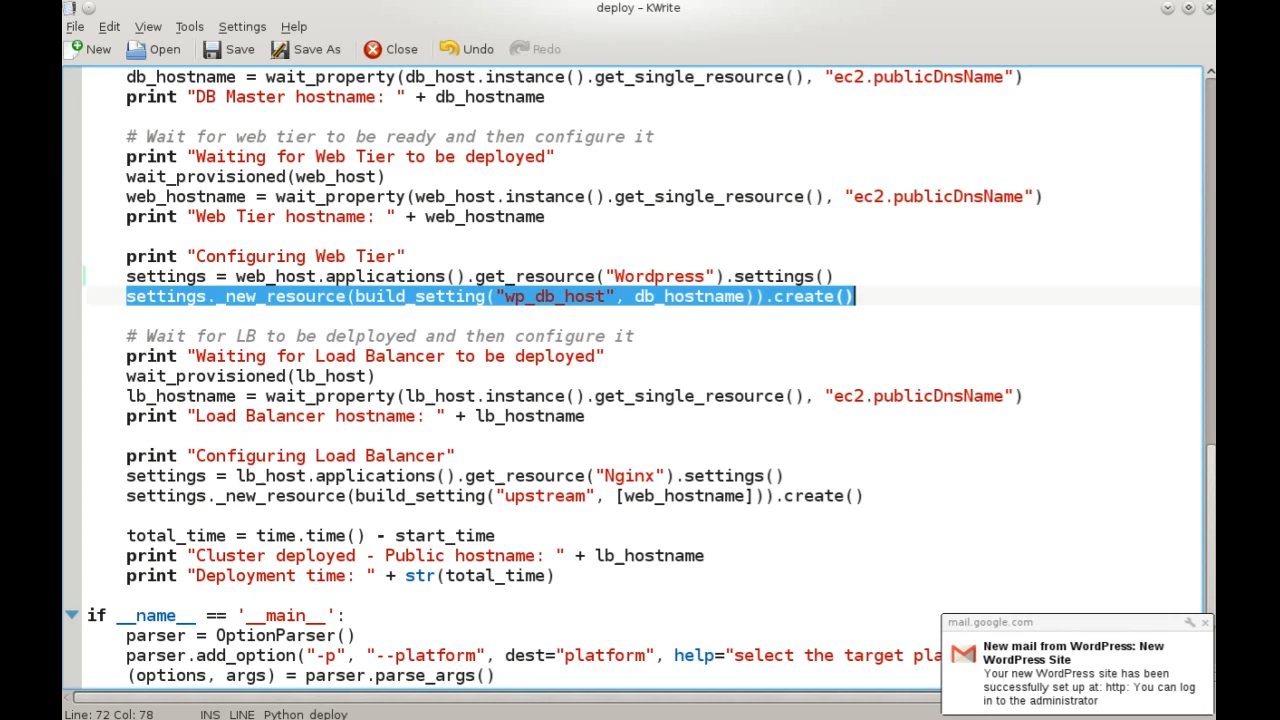 deploy – KWrite
File Edit View Tools Settings Help
New Open Save Save As Close Undo Redo
db_hostname = wait_property(db_host.instance().get_single_resource(), "ec2.publicDnsName")
print "DB Master hostname: " + db_hostname
# Wait for web tier to be ready and then configure it
print "Waiting for Web Tier to be deployed"
wait_provisioned(web_host)
web_hostname = wait_property(web_host.instance().get_single_resource(), "ec2.publicDnsName")
print "Web Tier hostname: " + web_hostname
print "Configuring Web Tier"
settings = web_host.applications().get_resource("Wordpress").settings()
settings._new_resource(build_setting("wp_db_host", db_hostname)).create()
# Wait for LB to be delployed and then configure it
print "Waiting for Load Balancer to be deployed"
wait_provisioned(lb_host)
lb_hostname = wait_property(lb_host.instance().get_single_resource(), "ec2.publicDnsName")
print "Load Balancer hostname: " + lb_hostname
print "Configuring Load Balancer"
settings = lb_host.applications().get_resource("Nginx").settings()
settings._new_resource(build_setting("upstream", [web_hostname])).create()
total_time = time.time() - start_time
print "Cluster deployed - Public hostname: " + lb_hostname
print "Deployment time: " + str(total_time)
if __name__ == '__main__':
parser = OptionParser()
parser.add_option("-p", "--platform", dest="platform", help="select the target pla
(options, args) = parser.parse_args()
mail.google.com
New mail from WordPress: New
WordPress Site
Your new WordPress site has been
successfully set up at: http: You can log
in to the administrator
Line: 72 Col: 78 INS LINE Python deploy